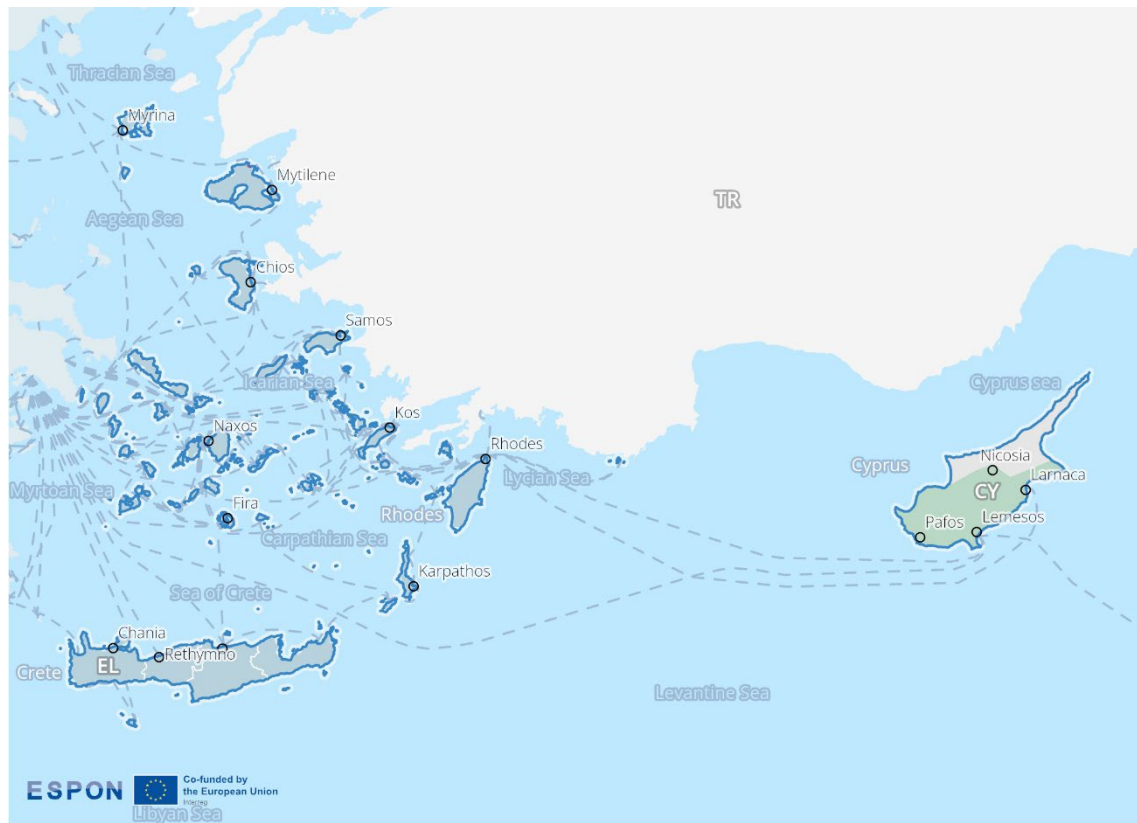 Thracian Sea
Myrina
Mytilene
TR
Aegean Sea
Chios
Samos
Icarian Sea
Cyprus sea
Kos
Naxos
Rhodes
Nicosia
Cyprus
Larnaca
Lycian Sea
CY
Myrtoan Sea
Fira
Rhodes
Lemesos
Pafos
Carpathian Sea
Karpathos
Sea of Crete
Chania
Rethymno
EL
Crete
Levantine Sea
ESPON
Co-funded by
the European Union
Interreg
Libyan Sea